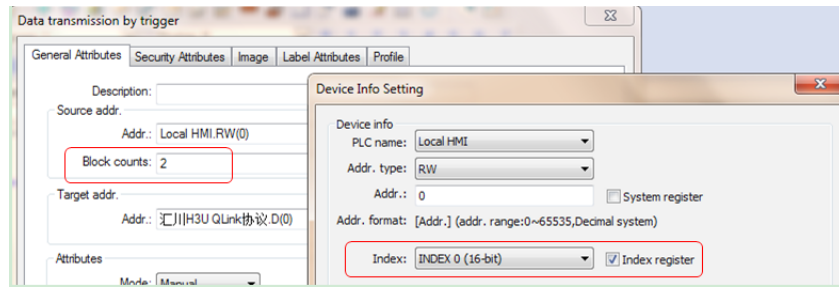 Data transmission by trigger
General Attributes Security Attributes Image Label Attributes Profile
Description:
Source addr.
Addr.: Local HMI.RW(0)
Block counts: 2
Target addr.
Addr.: 汇川H3U QLink协议.D(0)
Attributes
Mode: Manual
Device Info Setting
Device info
PLC name: Local HMI
Addr. type: RW
Addr.: 0 System register
Addr. format: [Addr.] (addr. range:0~65535,Decimal system)
Index: INDEX 0 (16-bit) Index register